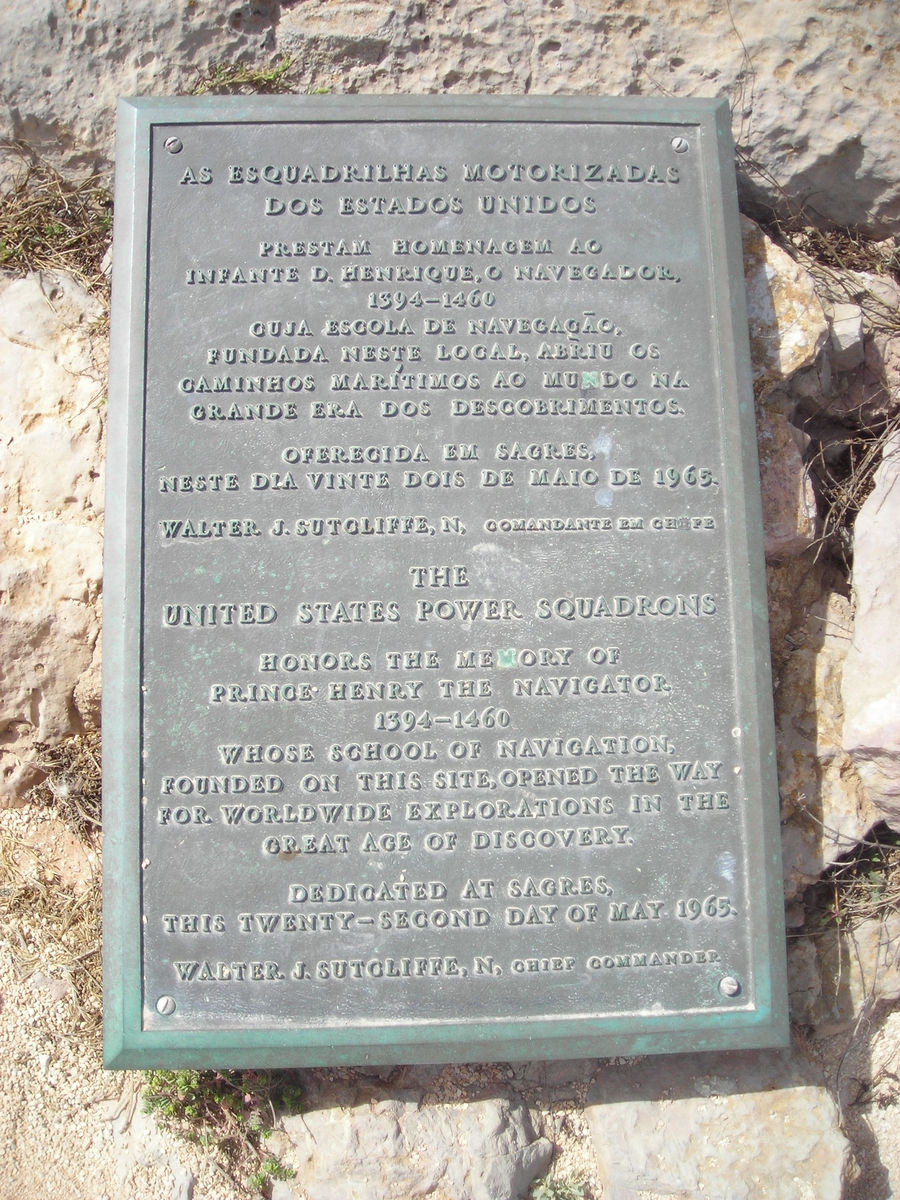 AS ESQUADRILHAS MOTORIZADAS
DOS ESTADOS UNIDOS
PRESTAM HOMENAGEM AO
INFANTE D. HENRIQUE, O NAVEGADOR,
1394–1460
CUJA ESCOLA DE NAVEGAÇÃO,
FUNDADA NESTE LOCAL, ABRIU OS
CAMINHOS MARÍTIMOS AO MUNDO NA
GRANDE ERA DOS DESCOBRIMENTOS.
OFERECIDA EM SAGRES,
NESTE DIA VINTE DOIS DE MAIO DE 1965.
WALTER J. SUTCLIFFE, N, COMANDANTE EM CHEFE
THE
UNITED STATES POWER SQUADRONS
HONORS THE MEMORY OF
PRINCE HENRY THE NAVIGATOR
1394–1460
WHOSE SCHOOL OF NAVIGATION,
FOUNDED ON THIS SITE, OPENED THE WAY
FOR WORLDWIDE EXPLORATIONS IN THE
GREAT AGE OF DISCOVERY.
DEDICATED AT SAGRES,
THIS TWENTY–SECOND DAY OF MAY 1965.
WALTER J. SUTCLIFFE, N, CHIEF COMMANDER